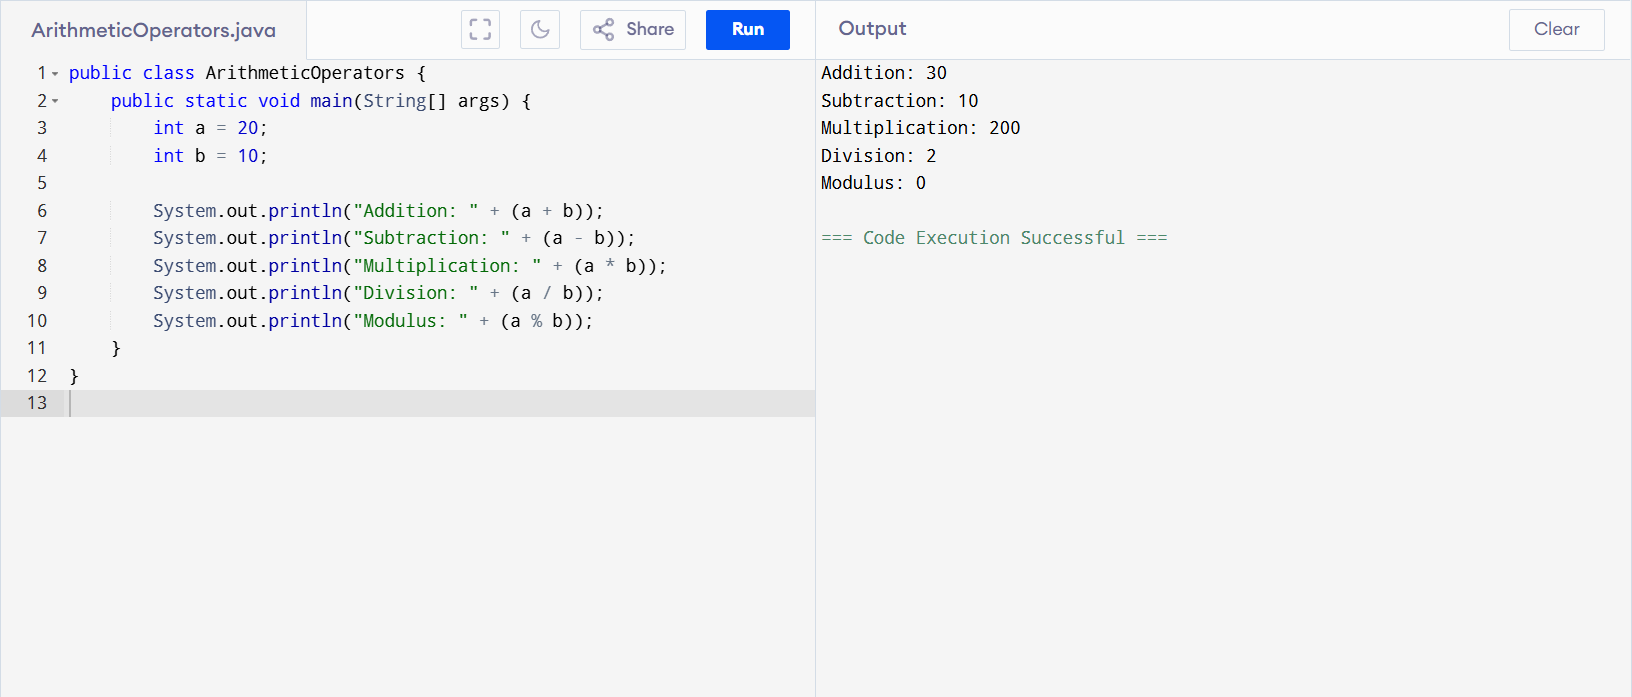 ArithmeticOperators.java
Share
Run
1 public class ArithmeticOperators {
2     public static void main(String[] args) {
3         int a = 20;
4         int b = 10;
5
6         System.out.println("Addition: " + (a + b));
7         System.out.println("Subtraction: " + (a - b));
8         System.out.println("Multiplication: " + (a * b));
9         System.out.println("Division: " + (a / b));
10         System.out.println("Modulus: " + (a % b));
11     }
12 }
13
Output
Clear
Addition: 30
Subtraction: 10
Multiplication: 200
Division: 2
Modulus: 0
=== Code Execution Successful ===